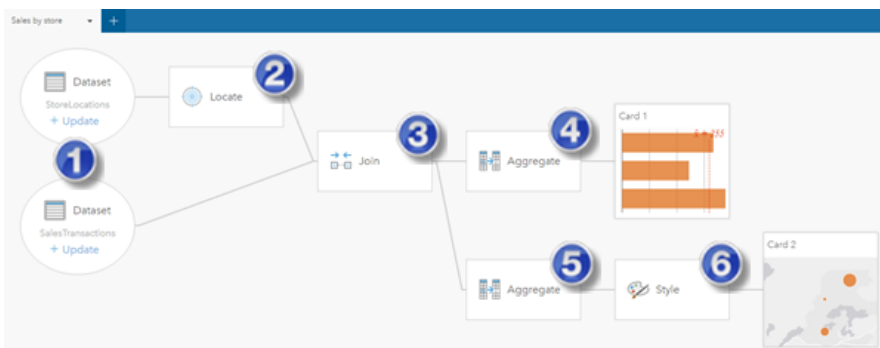 Sales by store
+
Dataset
StoreLocations
+ Update
1
Dataset
SalesTransactions
+ Update
Locate
2
Join
3
Aggregate
4
Card 1
x̄ = 255
Aggregate
5
Style
6
Card 2